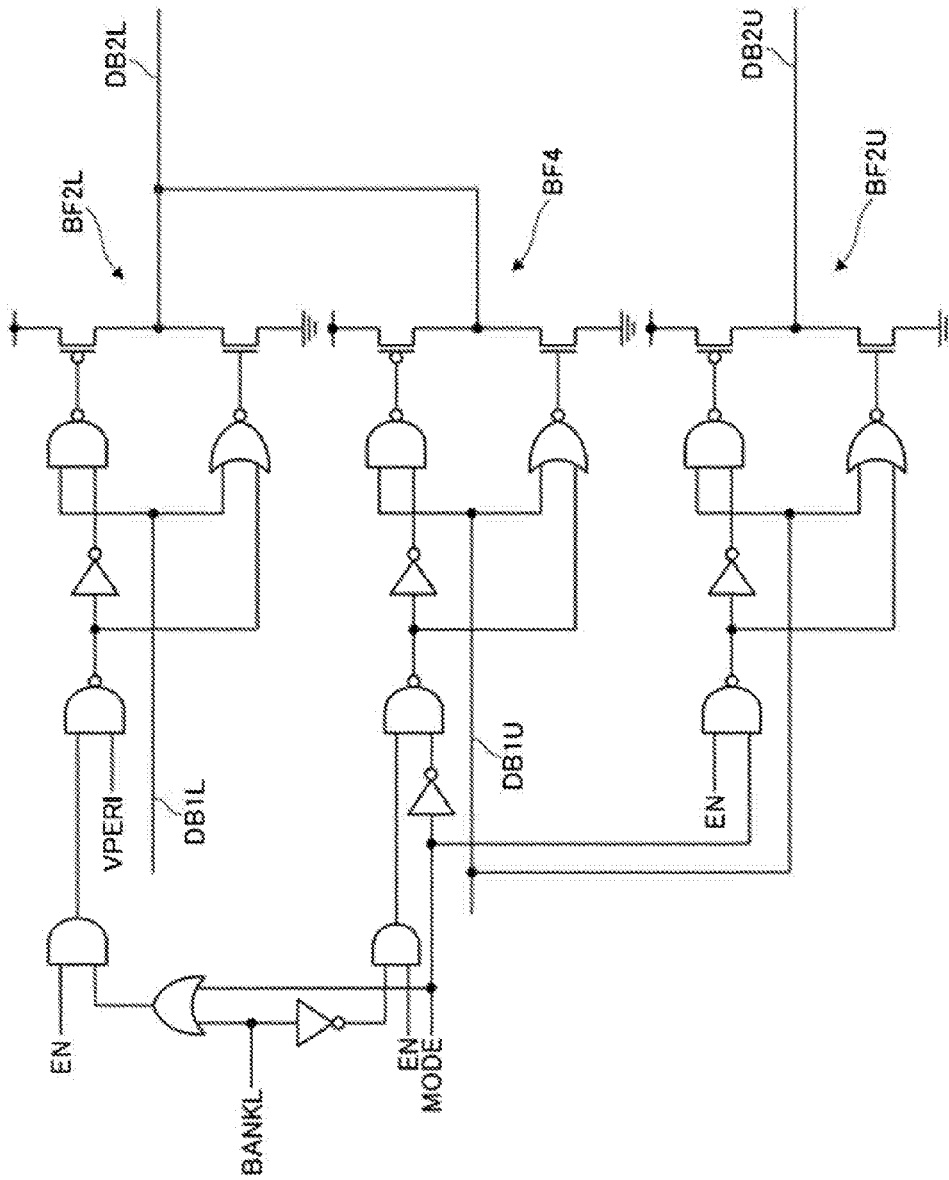 DB2L
DB2U
BF2L
BF4
BF2U
VPERI
DB1L
DB1U
EN
EN
BANKL
EN
MODE